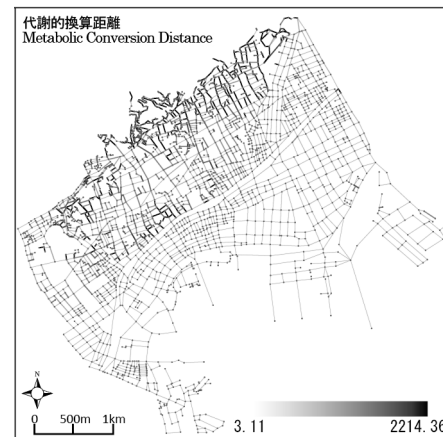 代謝的換算距離
Metabolic Conversion Distance
N
0 500m 1km
3.11 2214.36